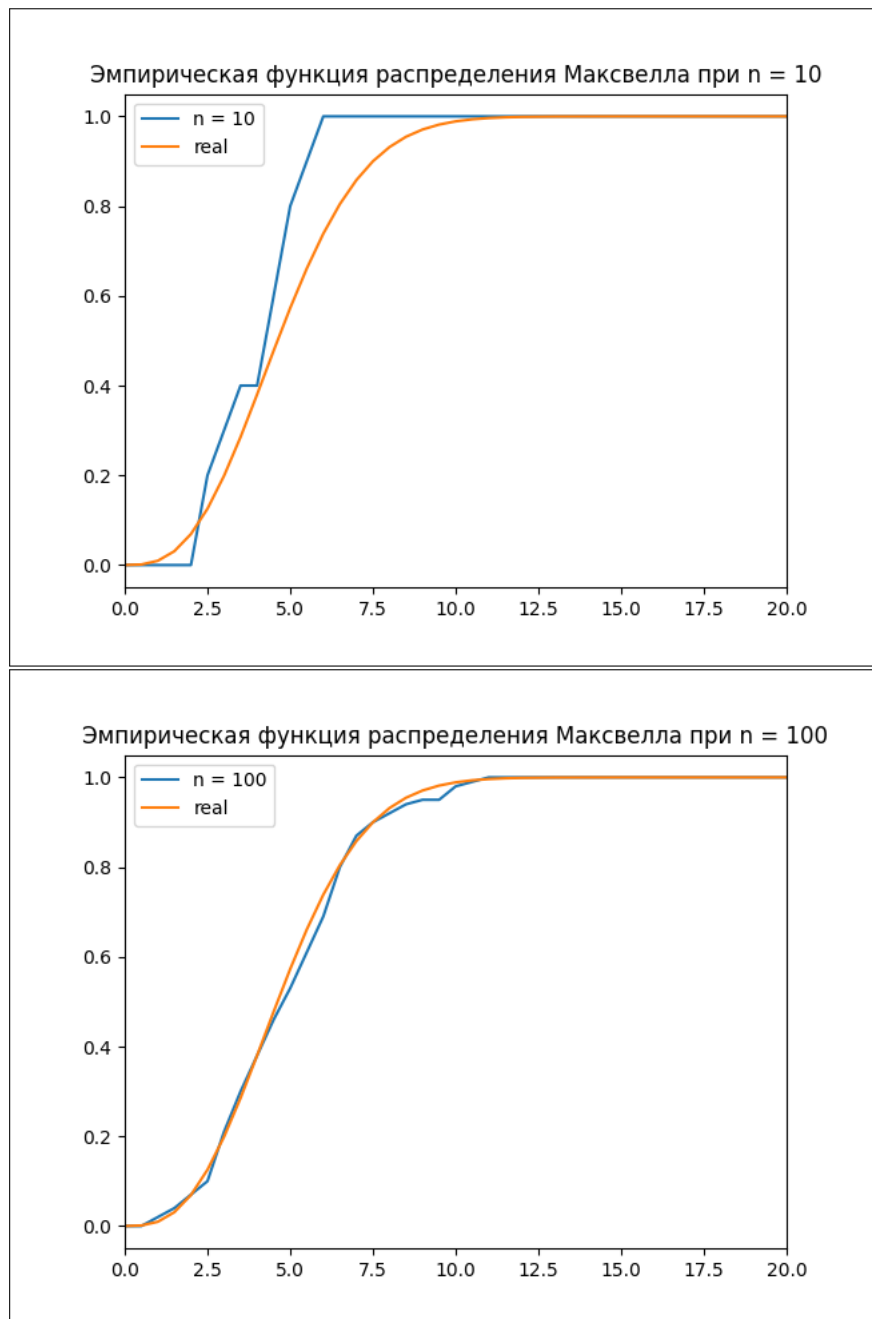 Эмпирическая функция распределения Максвелла при n = 10
n = 10
real
1.0
0.8
0.6
0.4
0.2
0.0
0.0 2.5 5.0 7.5 10.0 12.5 15.0 17.5 20.0
Эмпирическая функция распределения Максвелла при n = 100
n = 100
real
1.0
0.8
0.6
0.4
0.2
0.0
0.0 2.5 5.0 7.5 10.0 12.5 15.0 17.5 20.0